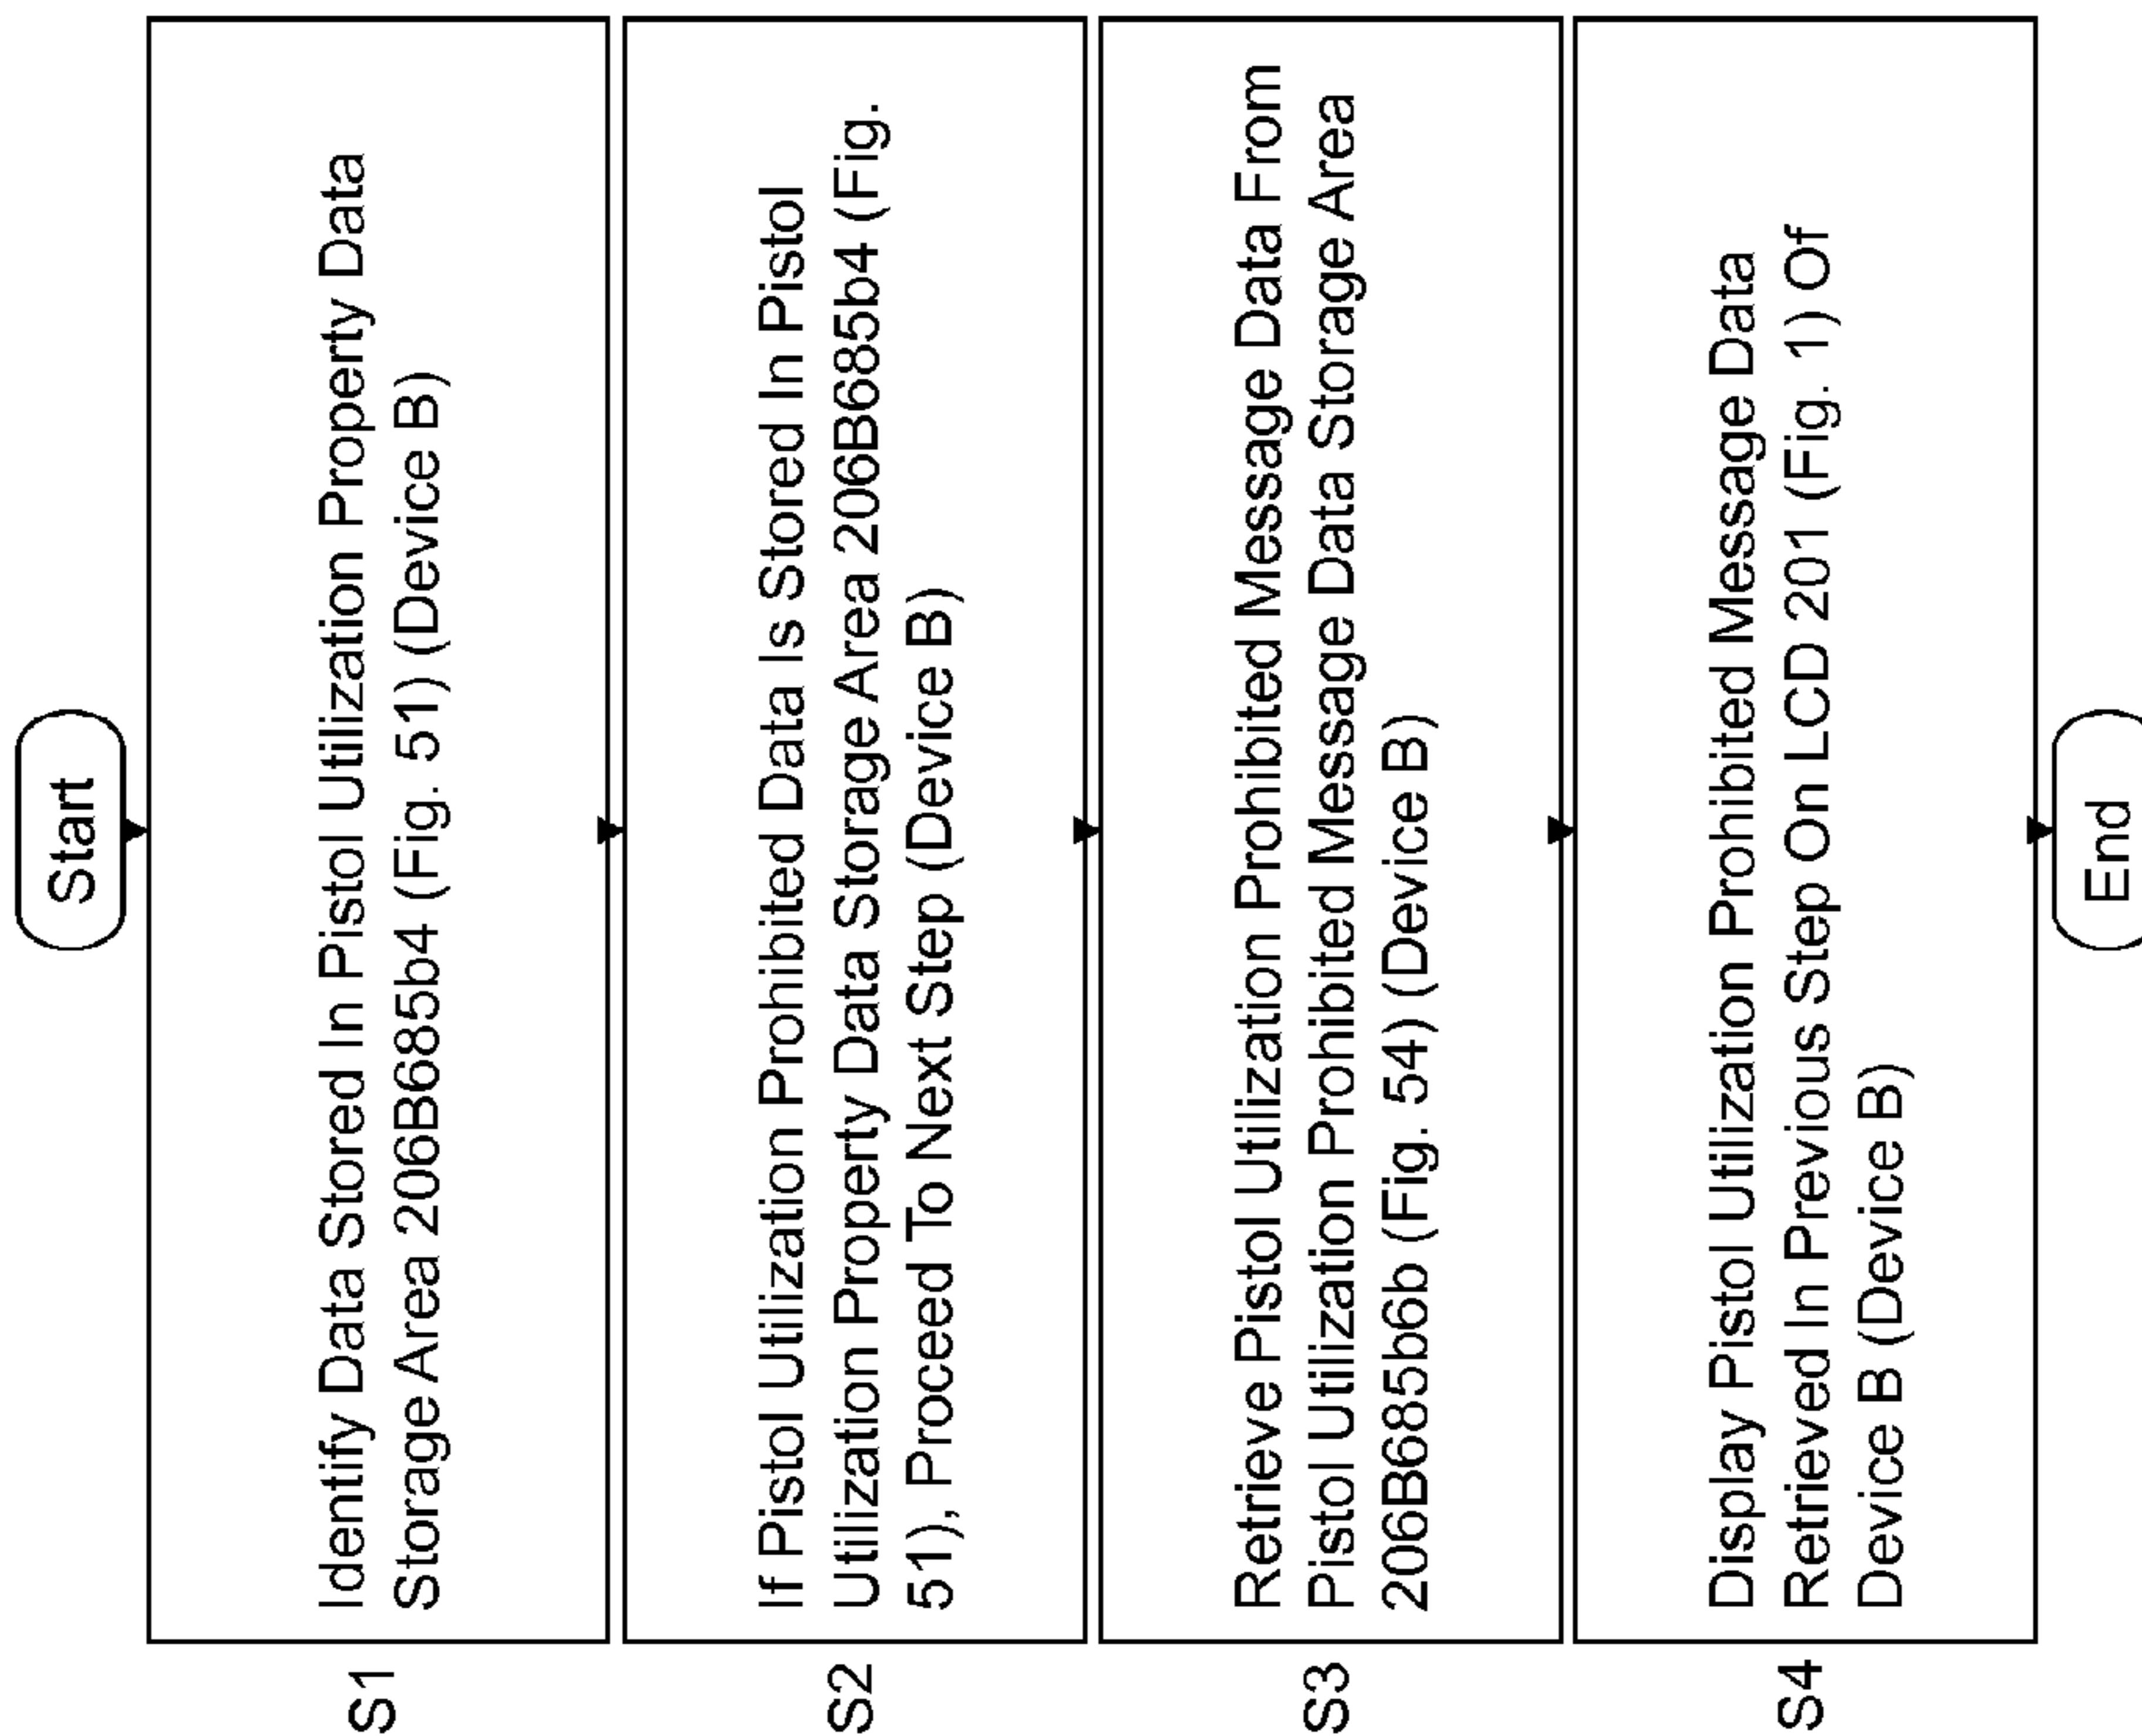 Start
S1
Identify Data Stored In Pistol Utilization Property Data
Storage Area 206B685b4 (Fig. 51) (Device B)
S2
If Pistol Utilization Prohibited Data Is Stored In Pistol
Utilization Property Data Storage Area 206B685b4 (Fig.
51), Proceed To Next Step (Device B)
S3
Retrieve Pistol Utilization Prohibited Message Data From
Pistol Utilization Prohibited Message Data Storage Area
206B685b6b (Fig. 54) (Device B)
S4
Display Pistol Utilization Prohibited Message Data
Retrieved In Previous Step On LCD 201 (Fig. 1) Of
Device B (Device B)
End